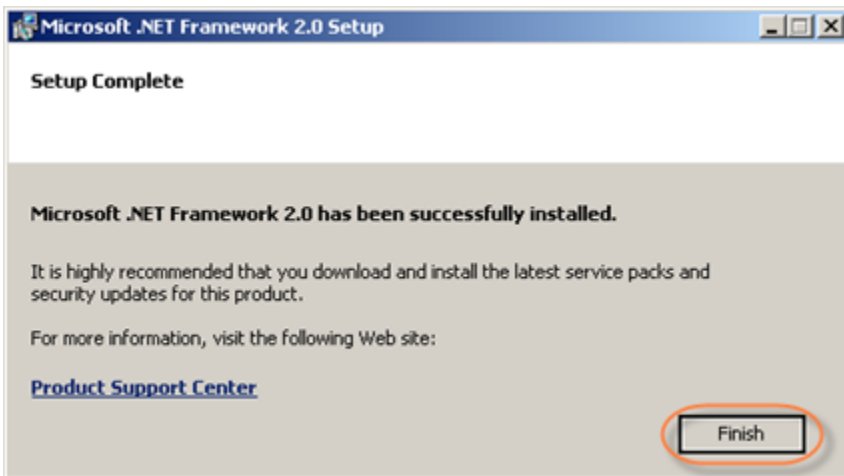 Microsoft .NET Framework 2.0 Setup
Setup Complete
Microsoft .NET Framework 2.0 has been successfully installed.
It is highly recommended that you download and install the latest service packs and
security updates for this product.
For more information, visit the following Web site:
Product Support Center
Finish